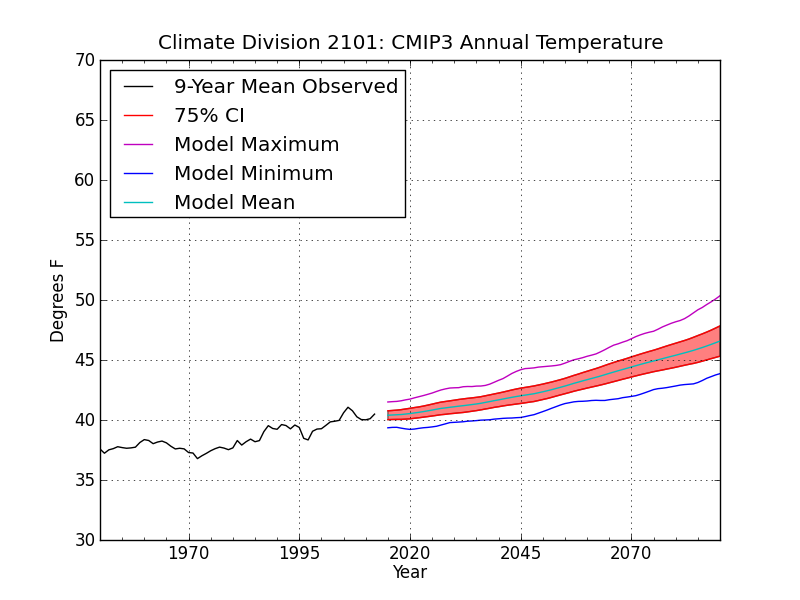 Climate Division 2101: CMIP3 Annual Temperature
70
65
60
55
50
45
40
35
30
Degrees F
9-Year Mean Observed
75% CI
Model Maximum
Model Minimum
Model Mean
1970
1995
2020
2045
2070
Year